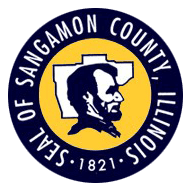 SEAL OF SANGAMON COUNTY, ILLINOIS
· 1821 ·